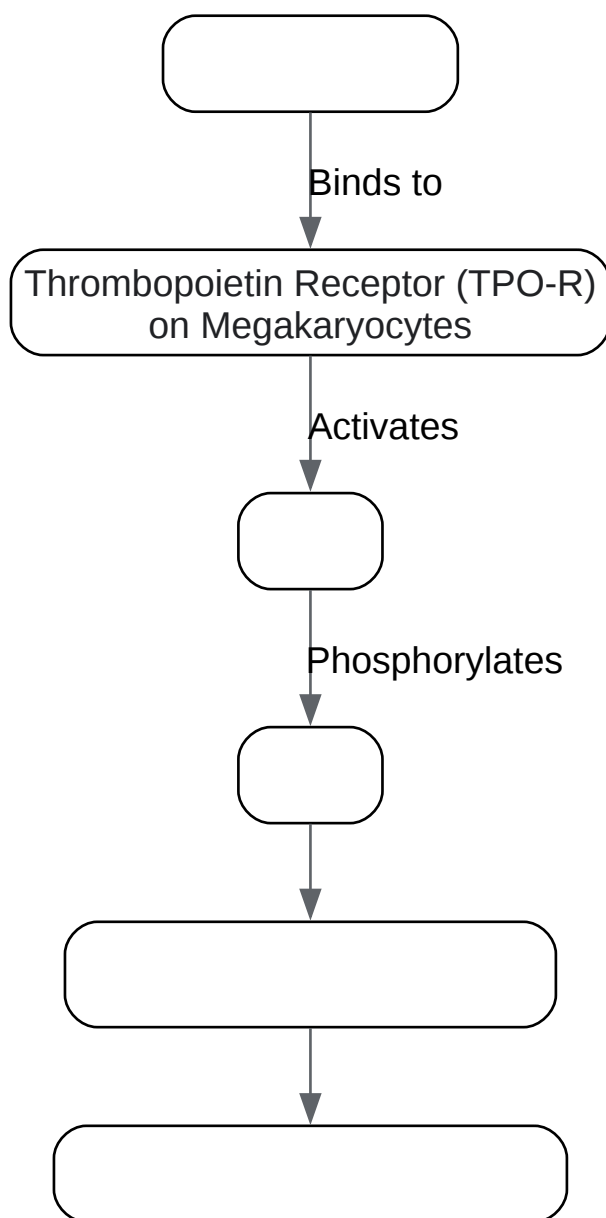 Binds to
Thrombopoietin Receptor (TPO-R)
on Megakaryocytes
Activates
Phosphorylates